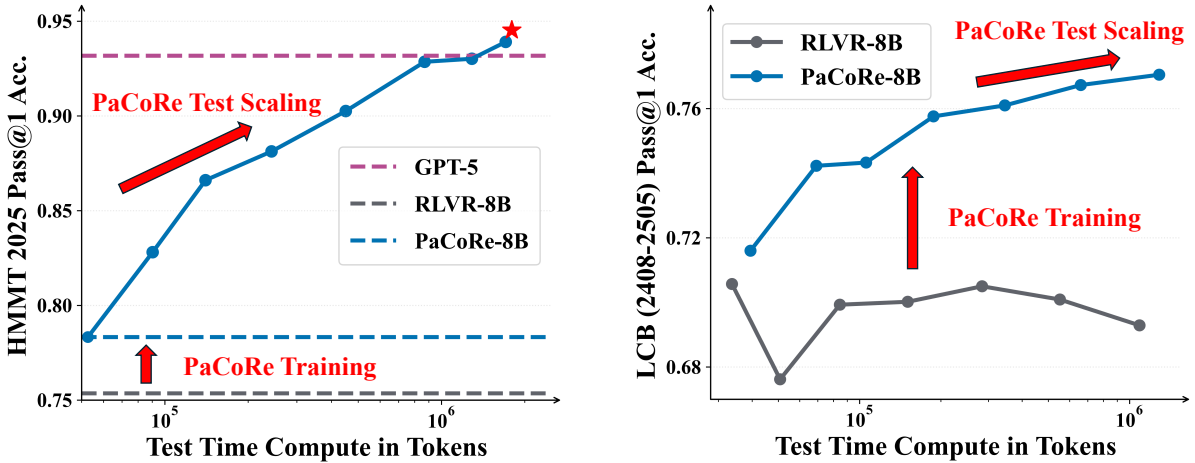 HMMT 2025 Pass@1 Acc.
0.95
0.90
0.85
0.80
0.75
PaCoRe Test Scaling
GPT-5
RLVR-8B
PaCoRe-8B
PaCoRe Training
10^5
10^6
Test Time Compute in Tokens
LCB (2408-2505) Pass@1 Acc.
0.76
0.72
0.68
RLVR-8B
PaCoRe-8B
PaCoRe Test Scaling
PaCoRe Training
10^5
10^6
Test Time Compute in Tokens